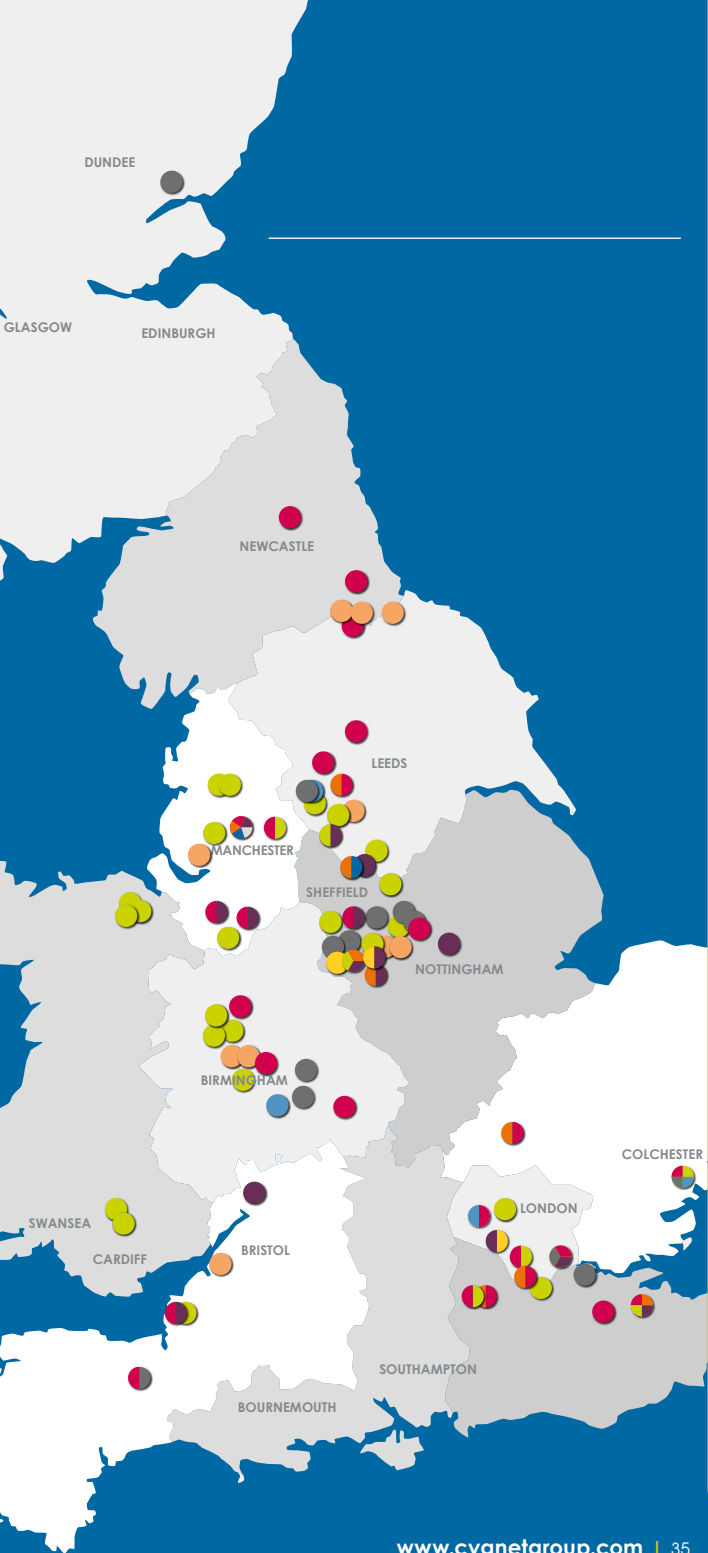 DUNDEE
GLASGOW
EDINBURGH
NEWCASTLE
LEEDS
MANCHESTER
SHEFFIELD
NOTTINGHAM
BIRMINGHAM
COLCHESTER
LONDON
SWANSEA
BRISTOL
CARDIFF
SOUTHAMPTON
BOURNEMOUTH
www.cygnetgroup.com | 35